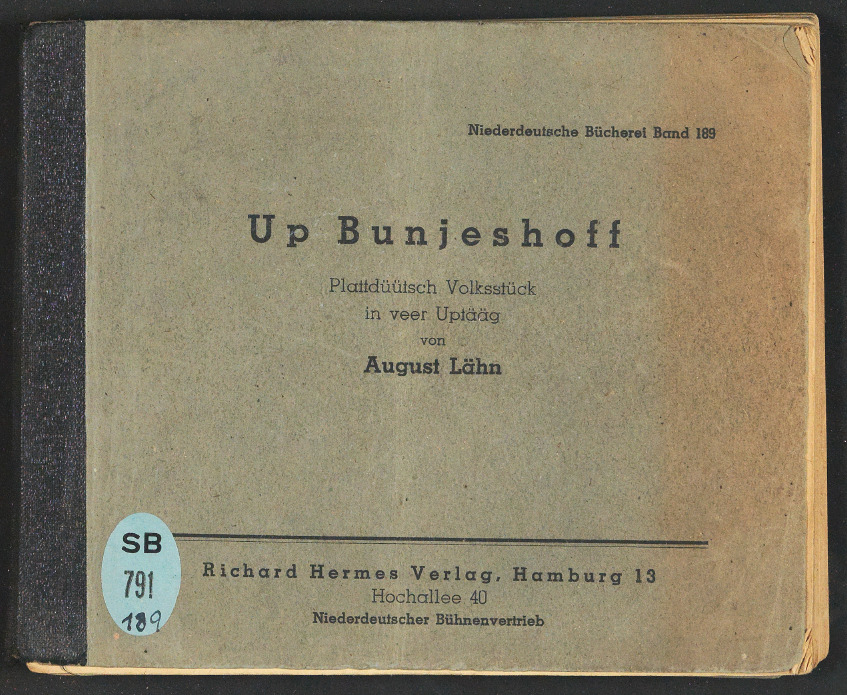 Niederdeutsche Bücherei Band 189
Up Bunjeshoff
Plattdüütsch Volksstück
in veer Uptääg
von
August Lähn
SB
791
189
Richard Hermes Verlag, Hamburg 13
Hochallee 40
Niederdeutscher Bühnenvertrieb